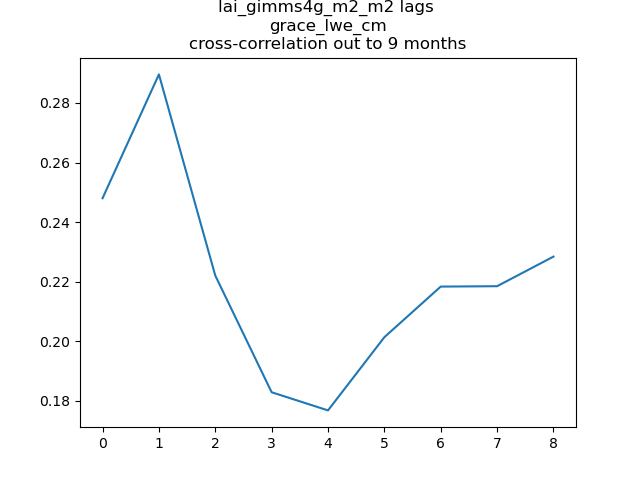 lai_gimms4g_m2_m2 lags
grace_lwe_cm
cross-correlation out to 9 months
0.28
0.26
0.24
0.22
0.20
0.18
0 1 2 3 4 5 6 7 8